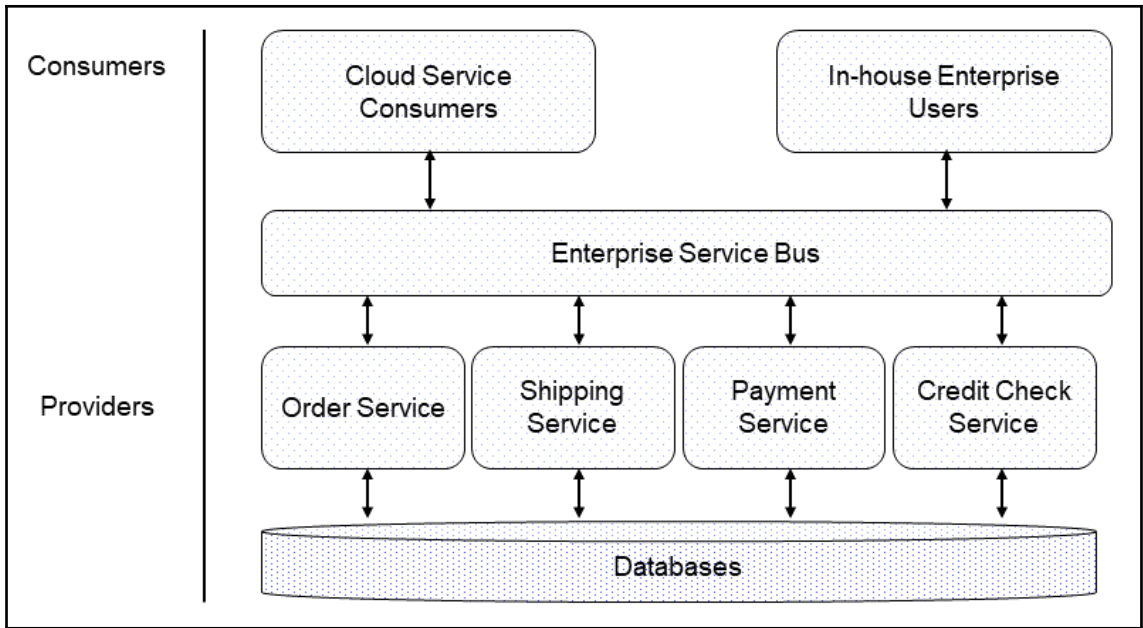 Consumers
Cloud Service
Consumers
In-house Enterprise
Users
Enterprise Service Bus
Providers
Order Service
Shipping
Service
Payment
Service
Credit Check
Service
Databases